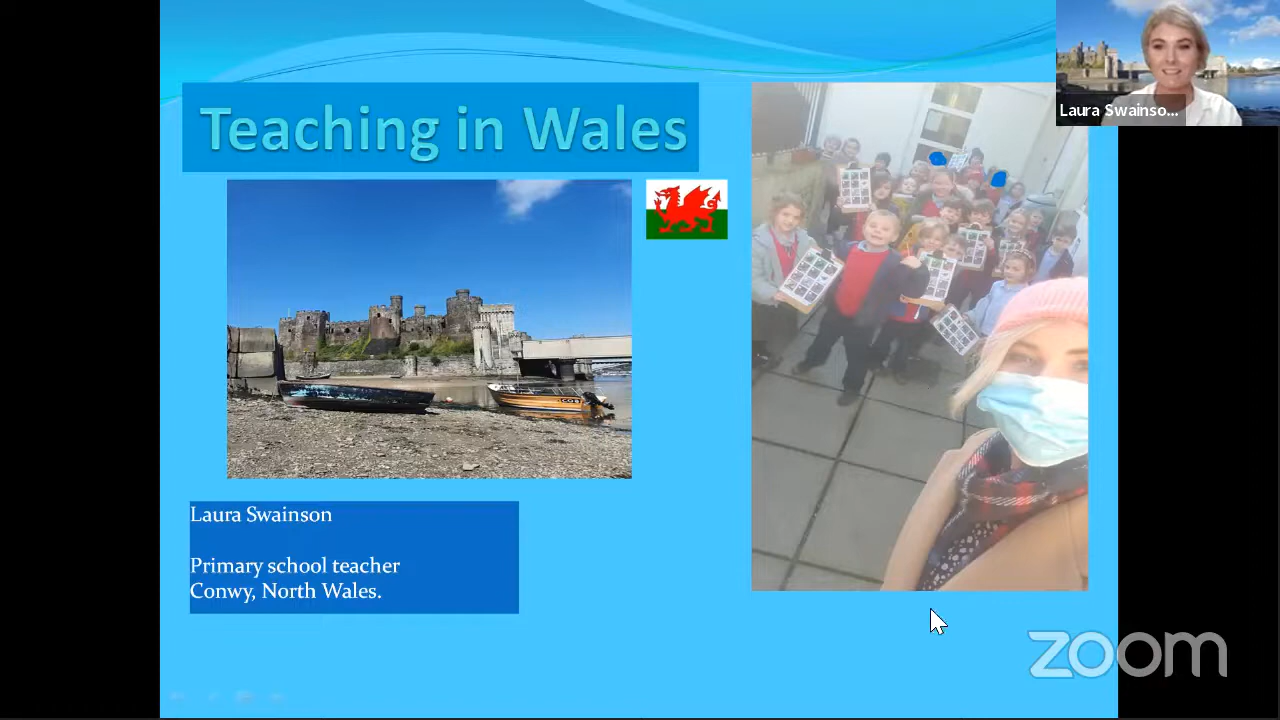 Teaching in Wales
Laura Swainso...
Laura Swainson
Primary school teacher
Conwy, North Wales.
zoom